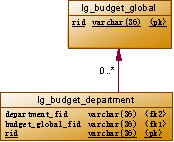 lg_budget_global
rid varchar(36) <pk>
0..*
lg_budget_department
department_fid varchar(36) <fk2>
budget_global_fid varchar(36) <fk1>
rid varchar(36) <pk>